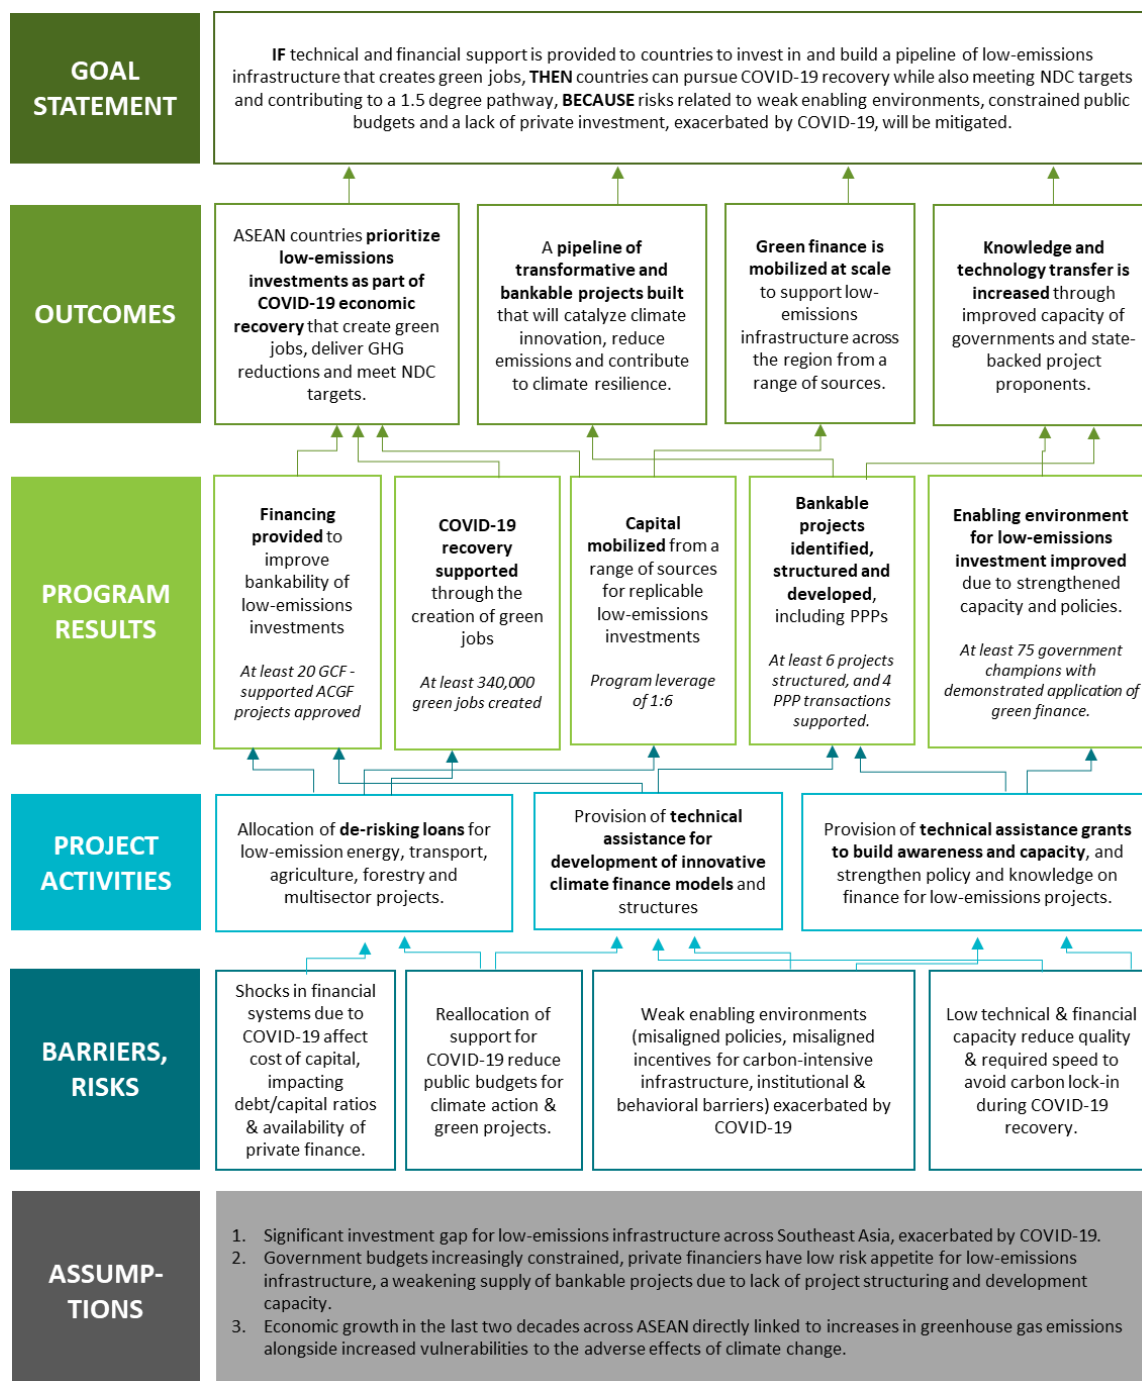 GOAL
STATEMENT
IF technical and financial support is provided to countries to invest in and build a pipeline of low-emissions
infrastructure that creates green jobs, THEN countries can pursue COVID-19 recovery while also meeting NDC targets
and contributing to a 1.5 degree pathway, BECAUSE risks related to weak enabling environments, constrained public
budgets and a lack of private investment, exacerbated by COVID-19, will be mitigated.
OUTCOMES
ASEAN countries prioritize
low-emissions
investments as part of
COVID-19 economic
recovery that create green
jobs, deliver GHG
reductions and meet NDC
targets.
A pipeline of
transformative and
bankable projects built
that will catalyze climate
innovation, reduce
emissions and contribute
to climate resilience.
Green finance is
mobilized at scale
to support low-
emissions
infrastructure across
the region from a
range of sources.
Knowledge and
technology transfer is
increased through
improved capacity of
governments and state-
backed project
proponents.
PROGRAM
RESULTS
Financing
provided to
improve
bankability of
low-emissions
investments
At least 20 GCF -
supported ACGF
projects approved
COVID-19
recovery
supported
through the
creation of green
jobs
At least 340,000
green jobs created
Capital
mobilized from a
range of sources
for replicable
low-emissions
investments
Program leverage
of 1:6
Bankable
projects
identified,
structured and
developed,
including PPPs
At least 6 projects
structured, and 4
PPP transactions
supported.
Enabling environment
for low-emissions
investment improved
due to strengthened
capacity and policies.
At least 75 government
champions with
demonstrated application of
green finance.
PROJECT
ACTIVITIES
Allocation of de-risking loans for
low-emission energy, transport,
agriculture, forestry and
multisector projects.
Provision of technical
assistance for
development of innovative
climate finance models and
structures
Provision of technical assistance grants
to build awareness and capacity, and
strengthen policy and knowledge on
finance for low-emissions projects.
BARRIERS,
RISKS
Shocks in financial
systems due to
COVID-19 affect
cost of capital,
impacting
debt/capital ratios
& availability of
private finance.
Reallocation of
support for
COVID-19 reduce
public budgets for
climate action &
green projects.
Weak enabling environments
(misaligned policies, misaligned
incentives for carbon-intensive
infrastructure, institutional &
behavioral barriers) exacerbated by
COVID-19
Low technical & financial
capacity reduce quality
& required speed to
avoid carbon lock-in
during COVID-19
recovery.
ASSUMP-
TIONS
1. Significant investment gap for low-emissions infrastructure across Southeast Asia, exacerbated by COVID-19.
2. Government budgets increasingly constrained, private financiers have low risk appetite for low-emissions
infrastructure, a weakening supply of bankable projects due to lack of project structuring and development
capacity.
3. Economic growth in the last two decades across ASEAN directly linked to increases in greenhouse gas emissions
alongside increased vulnerabilities to the adverse effects of climate change.